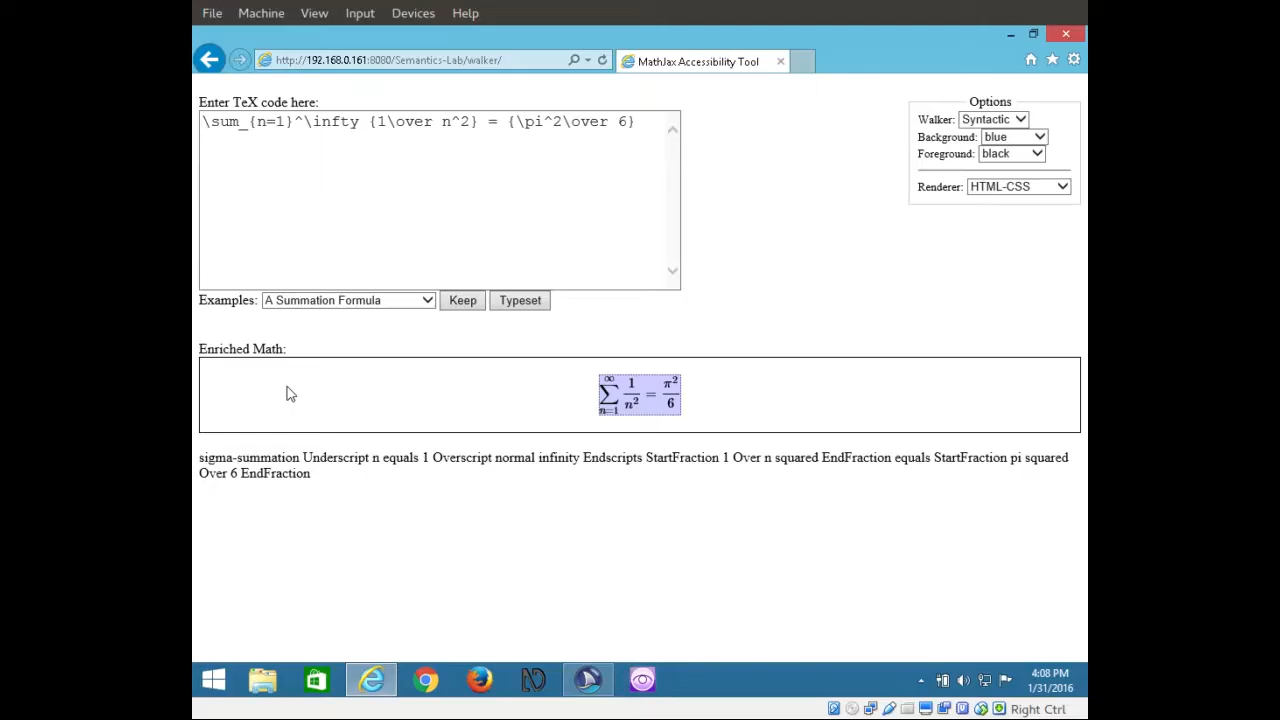 File Machine View Input Devices Help
http://192.168.0.161:8080/Semantics-Lab/walker/ MathJax Accessibility Tool
Enter TeX code here:
\sum_{n=1}^\infty {1\over n^2} = {\pi^2\over 6}
Options
Walker: Syntactic
Background: blue
Foreground: black
Renderer: HTML-CSS
Examples: A Summation Formula Keep Typeset
Enriched Math:
∞ ∑ n=1 1 n² = π² 6
sigma-summation Underscript n equals 1 Overscript normal infinity Endscripts StartFraction 1 Over n squared EndFraction equals StartFraction pi squared
Over 6 EndFraction
4:08 PM
1/31/2016
Right Ctrl